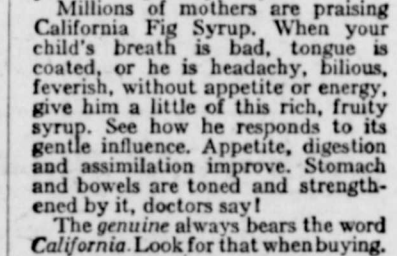 Millions of mothers are praising
California Fig Syrup. When your
child's breath is bad, tongue is
coated, or he is headachy, bilious,
feverish, without appetite or energy,
give him a little of this rich, fruity
syrup. See how he responds to its
gentle influence. Appetite, digestion
and assimilation improve. Stomach
and bowels are toned and strength-
ened by it, doctors say!
The genuine always bears the word
California. Look for that when buying.